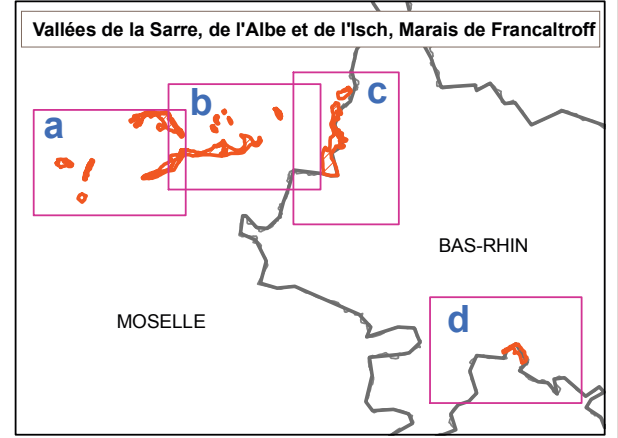 Vallées de la Sarre, de l'Albe et de l'Isch, Marais de Francaltroff
a
b
c
BAS-RHIN
MOSELLE
d